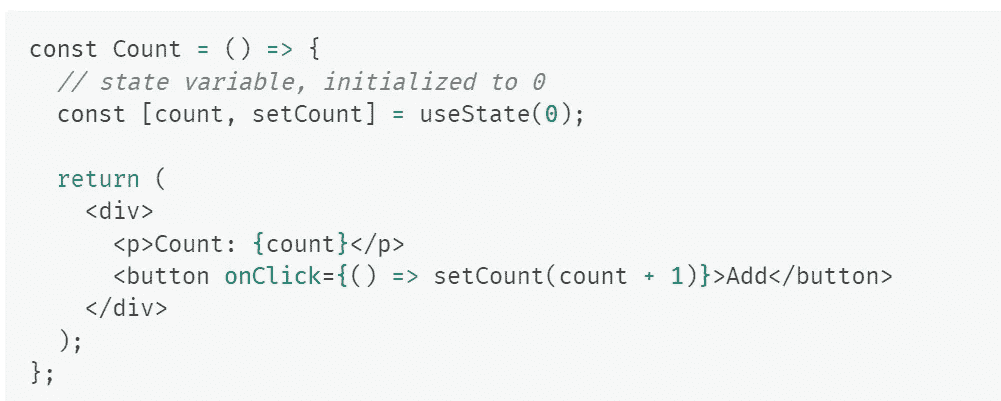 const Count = () => {
  // state variable, initialized to 0
  const [count, setCount] = useState(0);

  return (
    <div>
      <p>Count: {count}</p>
      <button onClick={() => setCount(count + 1)}>Add</button>
    </div>
  );
};